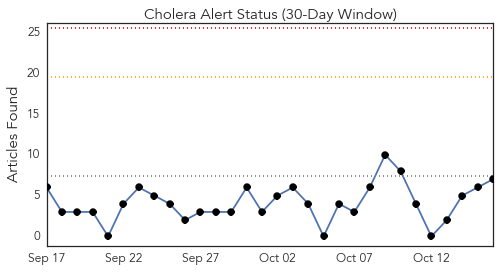 Cholera Alert Status (30-Day Window)
Articles Found
25
20
15
10
5
0
Sep 17
Sep 22
Sep 27
Oct 02
Oct 07
Oct 12